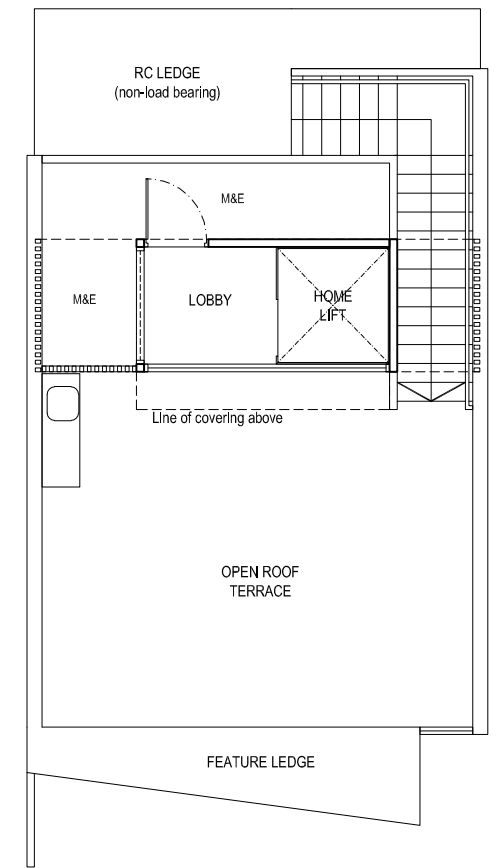 RC LEDGE
(non-load bearing)
M&E
M&E
LOBBY
HOME
LIFT
Line of covering above
OPEN ROOF
TERRACE
FEATURE LEDGE